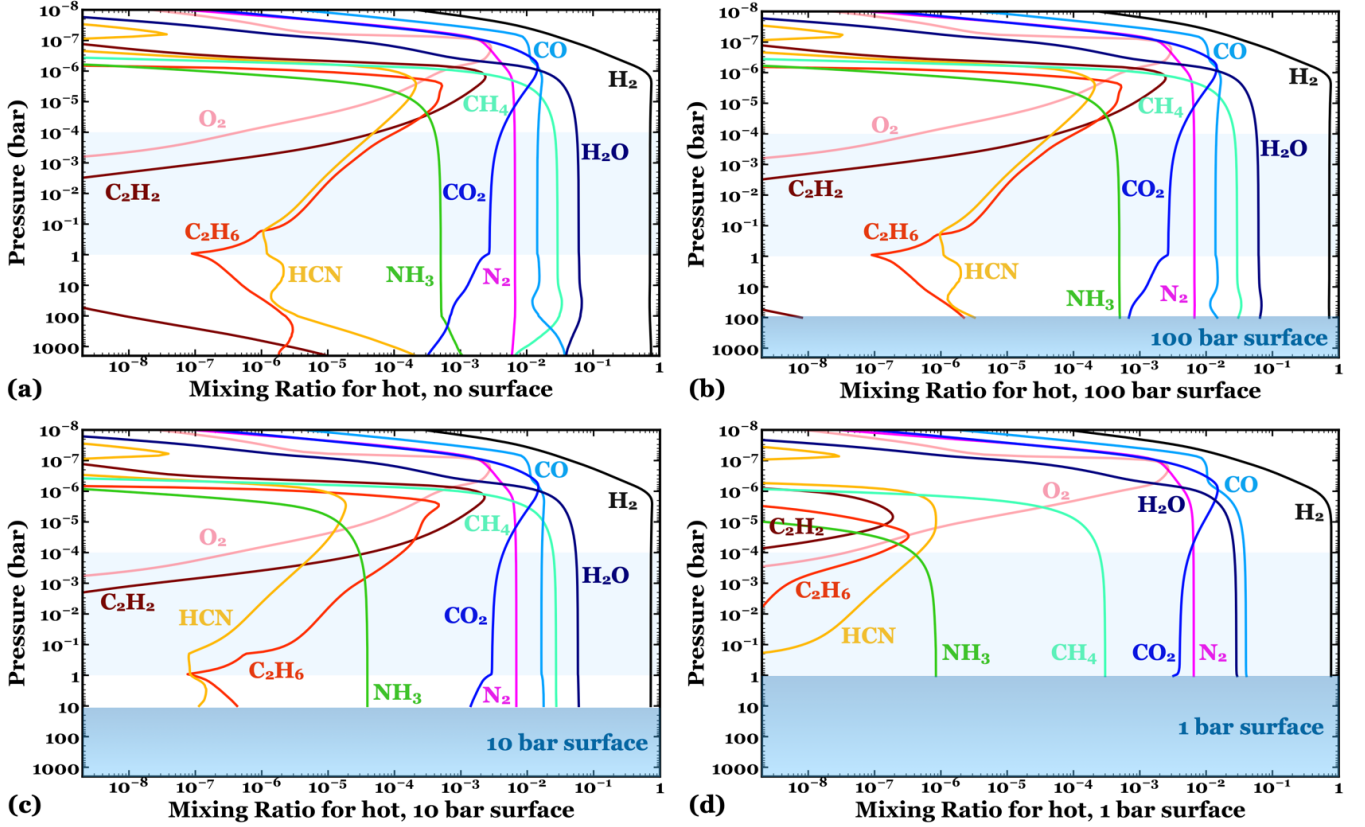 10⁻⁸
10⁻⁷
10⁻⁶
10⁻⁵
10⁻⁴
10⁻³
10⁻²
10⁻¹
1
10
100
1000
Pressure (bar)
CO
H₂
O₂
CH₄
H₂O
C₂H₂
CO₂
C₂H₆
HCN
NH₃
N₂
10⁻⁸ 10⁻⁷ 10⁻⁶ 10⁻⁵ 10⁻⁴ 10⁻³ 10⁻² 10⁻¹ 1
(a) Mixing Ratio for hot, no surface
10⁻⁸
10⁻⁷
10⁻⁶
10⁻⁵
10⁻⁴
10⁻³
10⁻²
10⁻¹
1
10
100
1000
Pressure (bar)
CO
H₂
CH₄
O₂
H₂O
C₂H₂
CO₂
C₂H₆
HCN
NH₃
N₂
100 bar surface
10⁻⁸ 10⁻⁷ 10⁻⁶ 10⁻⁵ 10⁻⁴ 10⁻³ 10⁻² 10⁻¹ 1
(b) Mixing Ratio for hot, 100 bar surface
10⁻⁸
10⁻⁷
10⁻⁶
10⁻⁵
10⁻⁴
10⁻³
10⁻²
10⁻¹
1
10
100
1000
Pressure (bar)
CO
H₂
CH₄
O₂
H₂O
C₂H₂
HCN
CO₂
C₂H₆
NH₃
N₂
10 bar surface
10⁻⁸ 10⁻⁷ 10⁻⁶ 10⁻⁵ 10⁻⁴ 10⁻³ 10⁻² 10⁻¹ 1
(c) Mixing Ratio for hot, 10 bar surface
10⁻⁸
10⁻⁷
10⁻⁶
10⁻⁵
10⁻⁴
10⁻³
10⁻²
10⁻¹
1
10
100
1000
Pressure (bar)
CO
O₂
H₂O
H₂
C₂H₂
C₂H₆
HCN
NH₃
CH₄
CO₂
N₂
1 bar surface
10⁻⁸ 10⁻⁷ 10⁻⁶ 10⁻⁵ 10⁻⁴ 10⁻³ 10⁻² 10⁻¹ 1
(d) Mixing Ratio for hot, 1 bar surface